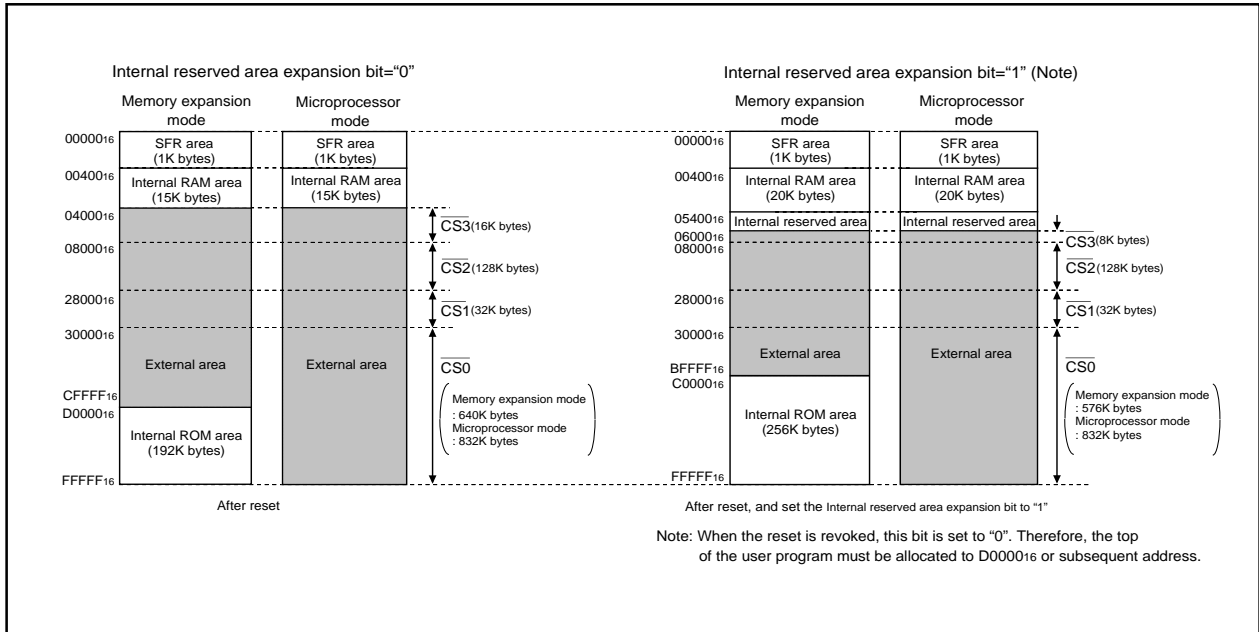 Internal reserved area expansion bit=“0”
Memory expansion
mode
Microprocessor
mode
0000016
SFR area
(1K bytes)
SFR area
(1K bytes)
0040016
Internal RAM area
(15K bytes)
Internal RAM area
(15K bytes)
0400016
CS3 (16K bytes)
0800016
CS2 (128K bytes)
2800016
CS1 (32K bytes)
3000016
External area
External area
CS0
CFFFF16
D000016
Memory expansion mode
: 640K bytes
Microprocessor mode
: 832K bytes
Internal ROM area
(192K bytes)
FFFFF16
After reset
Internal reserved area expansion bit=“1” (Note)
Memory expansion
mode
Microprocessor
mode
0000016
SFR area
(1K bytes)
SFR area
(1K bytes)
0040016
Internal RAM area
(20K bytes)
Internal RAM area
(20K bytes)
0540016
Internal reserved area
Internal reserved area
0600016
CS3 (8K bytes)
0800016
CS2 (128K bytes)
2800016
CS1 (32K bytes)
3000016
External area
External area
CS0
BFFFF16
C000016
Memory expansion mode
: 576K bytes
Microprocessor mode
: 832K bytes
Internal ROM area
(256K bytes)
FFFFF16
After reset, and set the Internal reserved area expansion bit to “1”
Note: When the reset is revoked, this bit is set to “0”. Therefore, the top
of the user program must be allocated to D000016 or subsequent address.